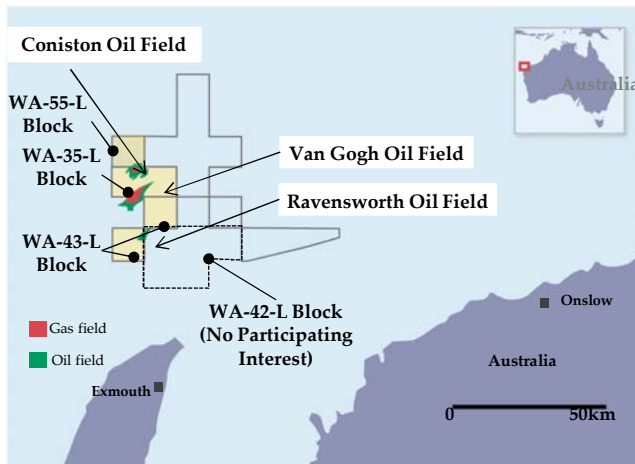 Coniston Oil Field
Australia
WA-55-L
Block
WA-35-L
Block
Van Gogh Oil Field
Ravensworth Oil Field
WA-43-L
Block
WA-42-L Block
(No Participating
Interest)
Onslow
Gas field
Oil field
Australia
Exmouth
0
50km